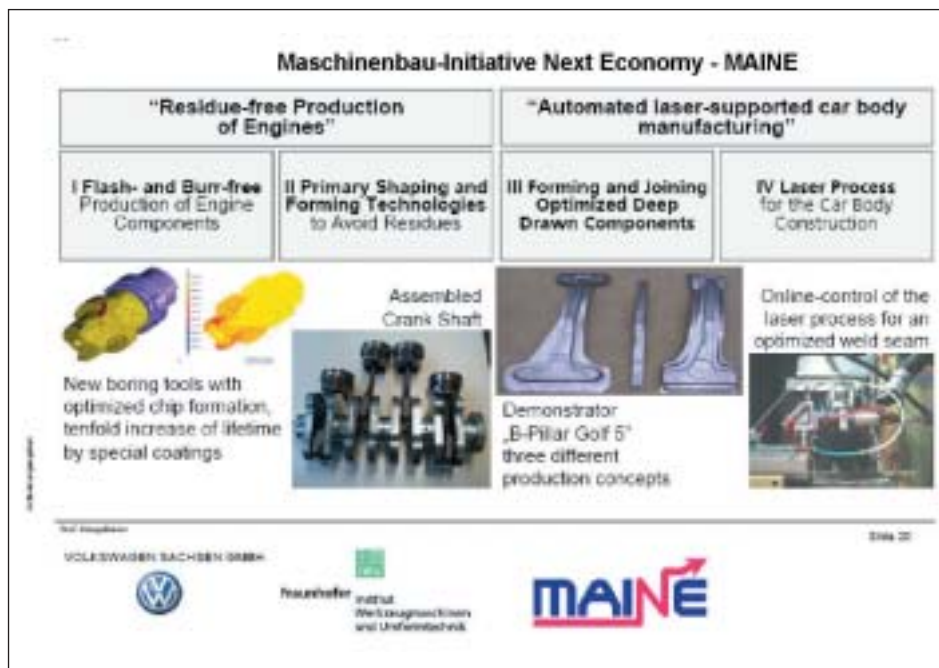 Maschinenbau-Initiative Next Economy - MAINE
"Residue-free Production
of Engines"
"Automated laser-supported car body
manufacturing"
I Flash- and Burr-free
Production of Engine
Components
II Primary Shaping and
Forming Technologies
to Avoid Residues
III Forming and Joining
Optimized Deep
Drawn Components
IV Laser Process
for the Car Body
Construction
New boring tools with
optimized chip formation,
tenfold increase of lifetime
by special coatings
Assembled
Crank Shaft
Demonstrator
„B-Pillar Golf 5"
three different
production concepts
Online-control of the
laser process for an
optimized weld seam
Slide 20
VOLKSWAGEN SACHSEN GMBH
Fraunhofer
Institut
Werkzeugmaschinen
und Umformtechnik
MAINE